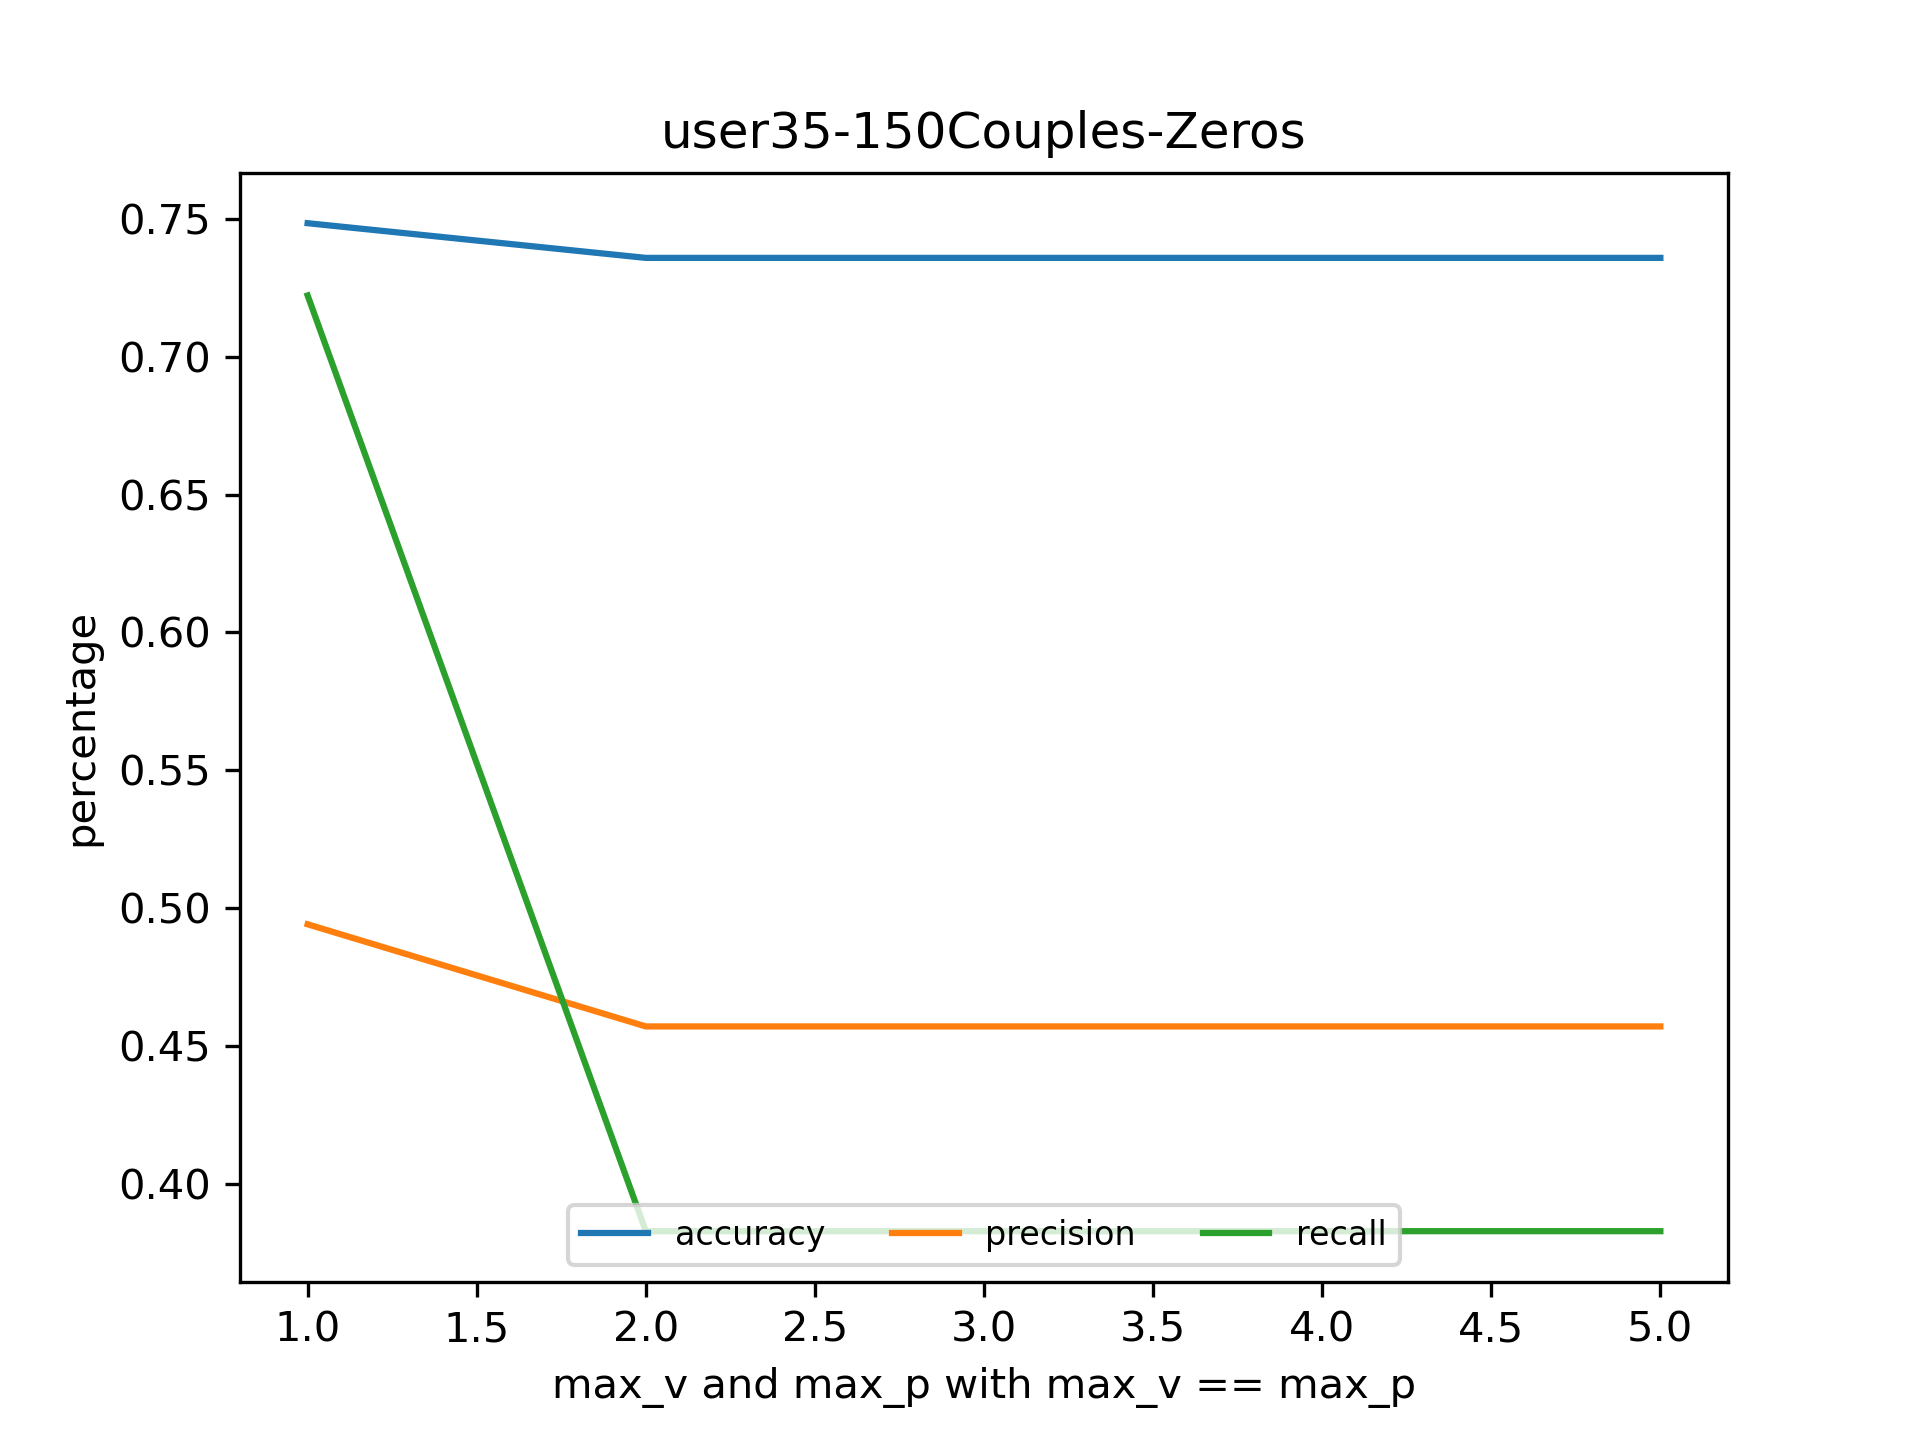 user35-150Couples-Zeros
percentage
0.75
0.70
0.65
0.60
0.55
0.50
0.45
0.40
accuracy precision recall
1.0 1.5 2.0 2.5 3.0 3.5 4.0 4.5 5.0
max_v and max_p with max_v == max_p